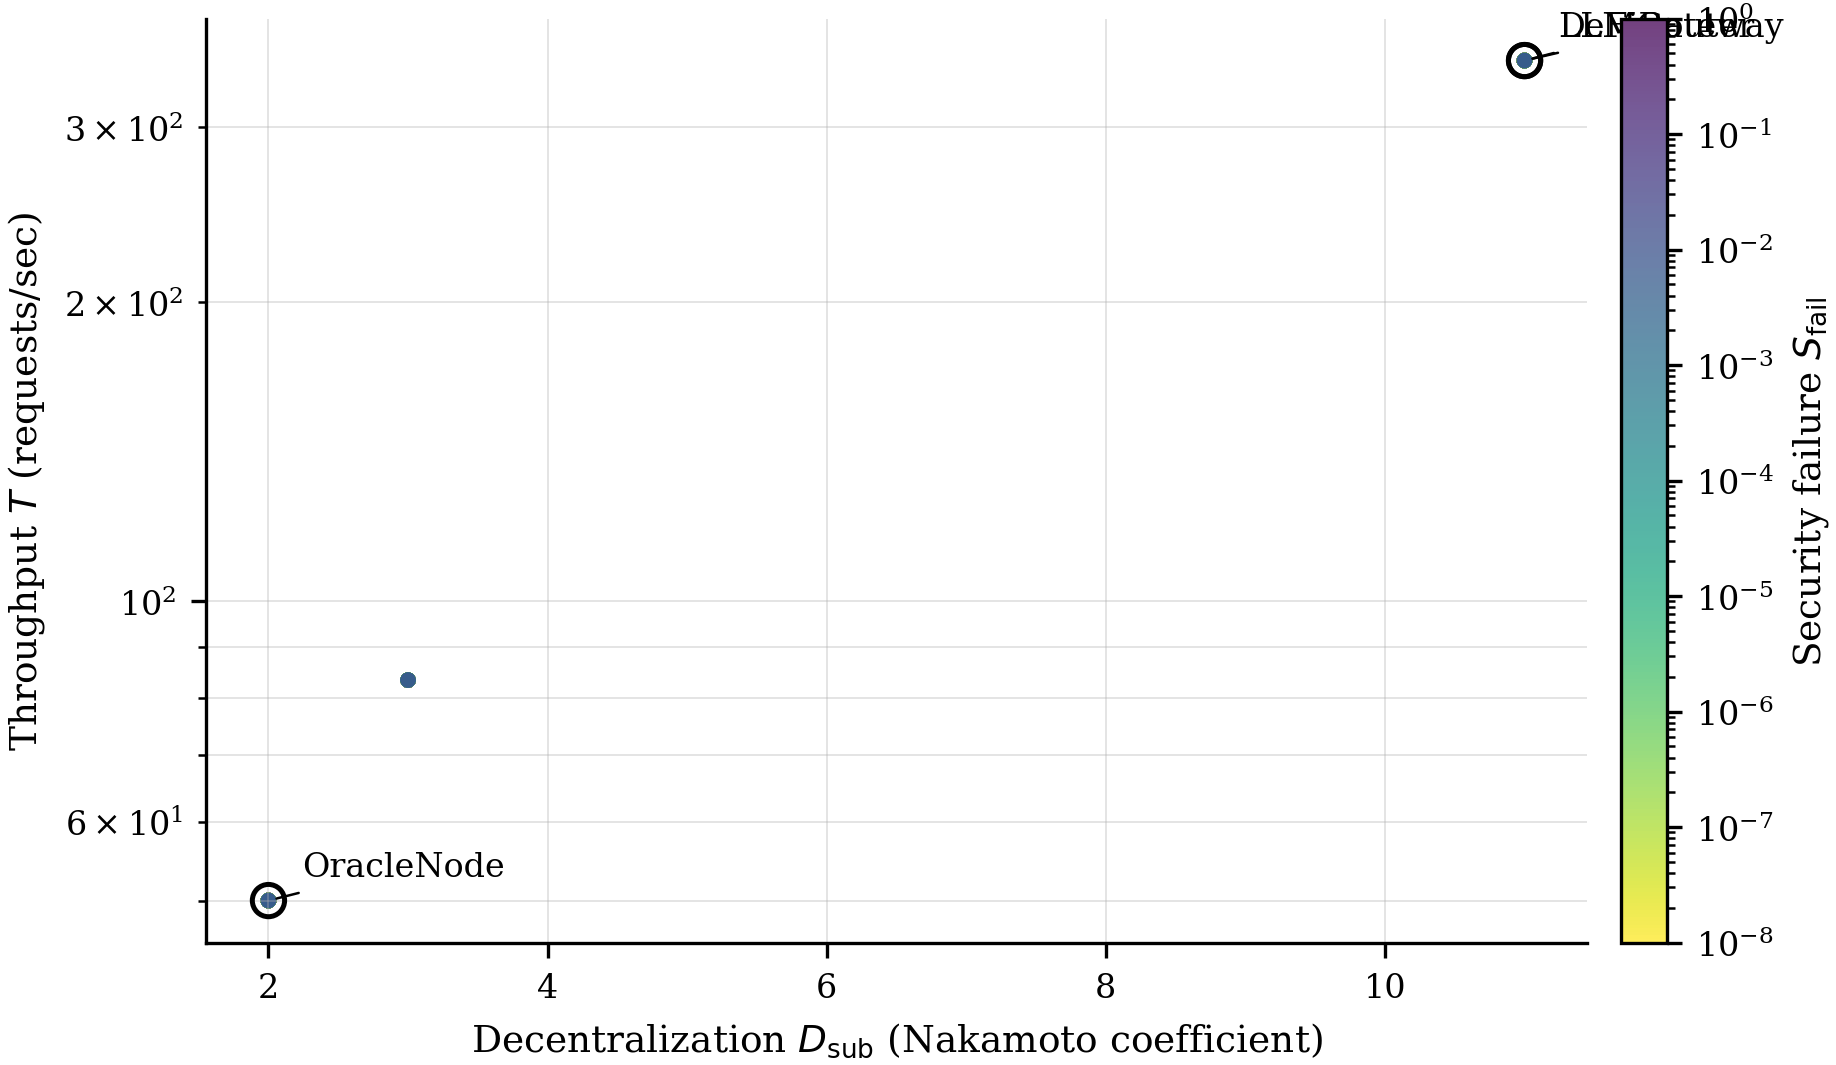 3 × 10²
2 × 10²
10²
6 × 10¹
Throughput T (requests/sec)
OracleNode
2
4
6
8
10
Decentralization D_sub (Nakamoto coefficient)
10⁰
10⁻¹
10⁻²
10⁻³
10⁻⁴
10⁻⁵
10⁻⁶
10⁻⁷
10⁻⁸
Security failure S_fail